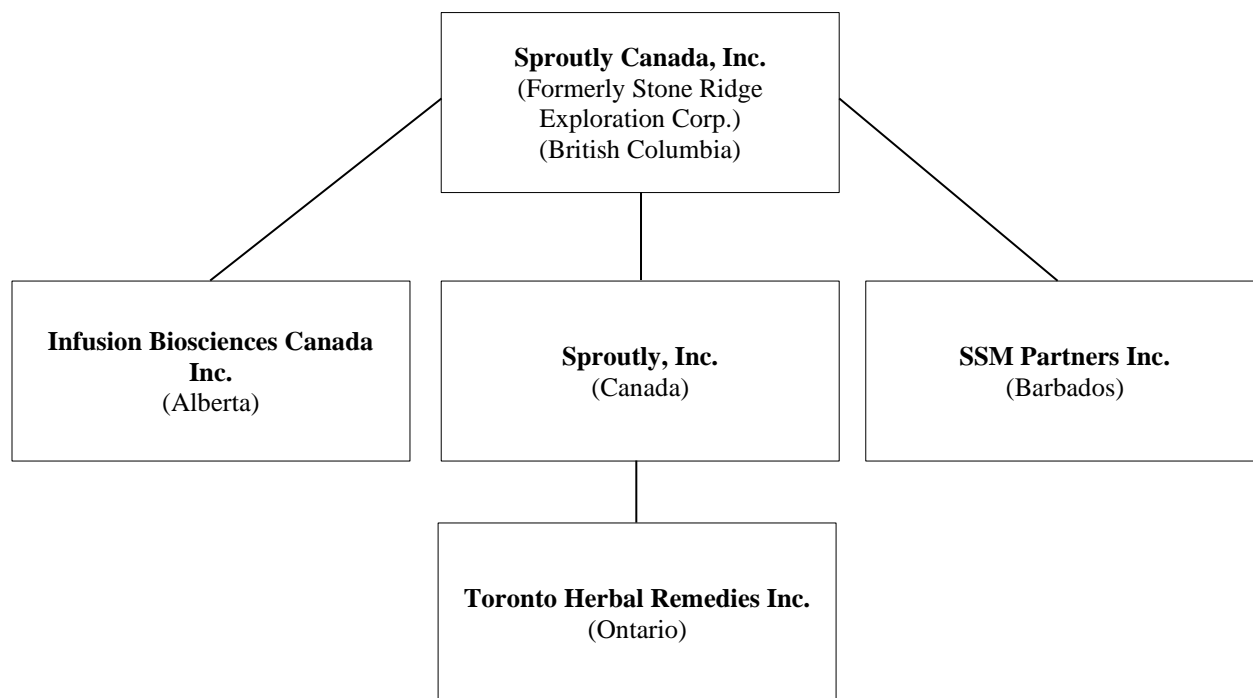 Sproutly Canada, Inc.
(Formerly Stone Ridge
Exploration Corp.)
(British Columbia)
Infusion Biosciences Canada
Inc.
(Alberta)
Sproutly, Inc.
(Canada)
SSM Partners Inc.
(Barbados)
Toronto Herbal Remedies Inc.
(Ontario)